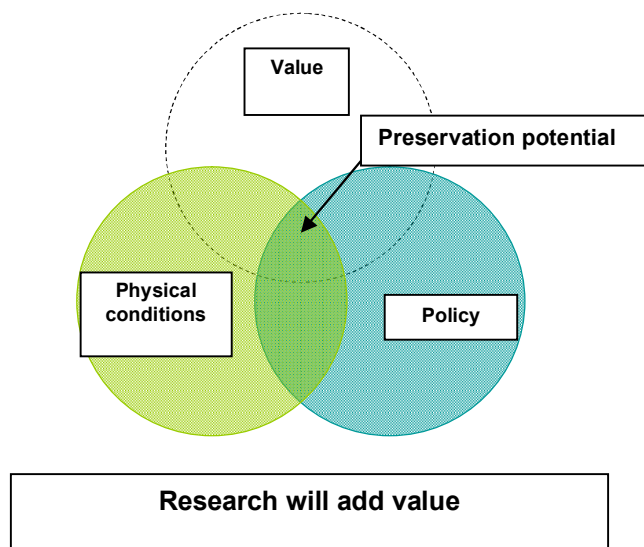 Value
Preservation potential
Physical
conditions
Policy
Research will add value